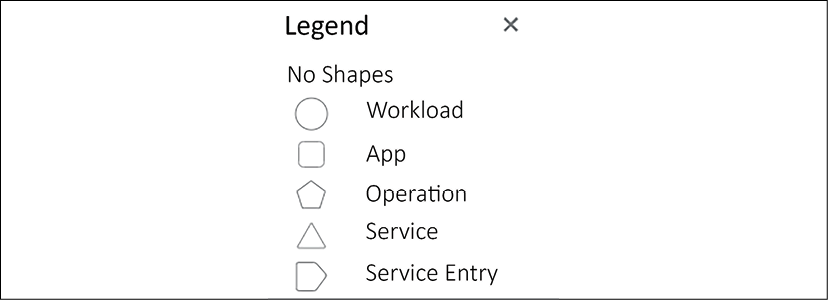 Legend
No Shapes
Workload
App
Operation
Service
Service Entry